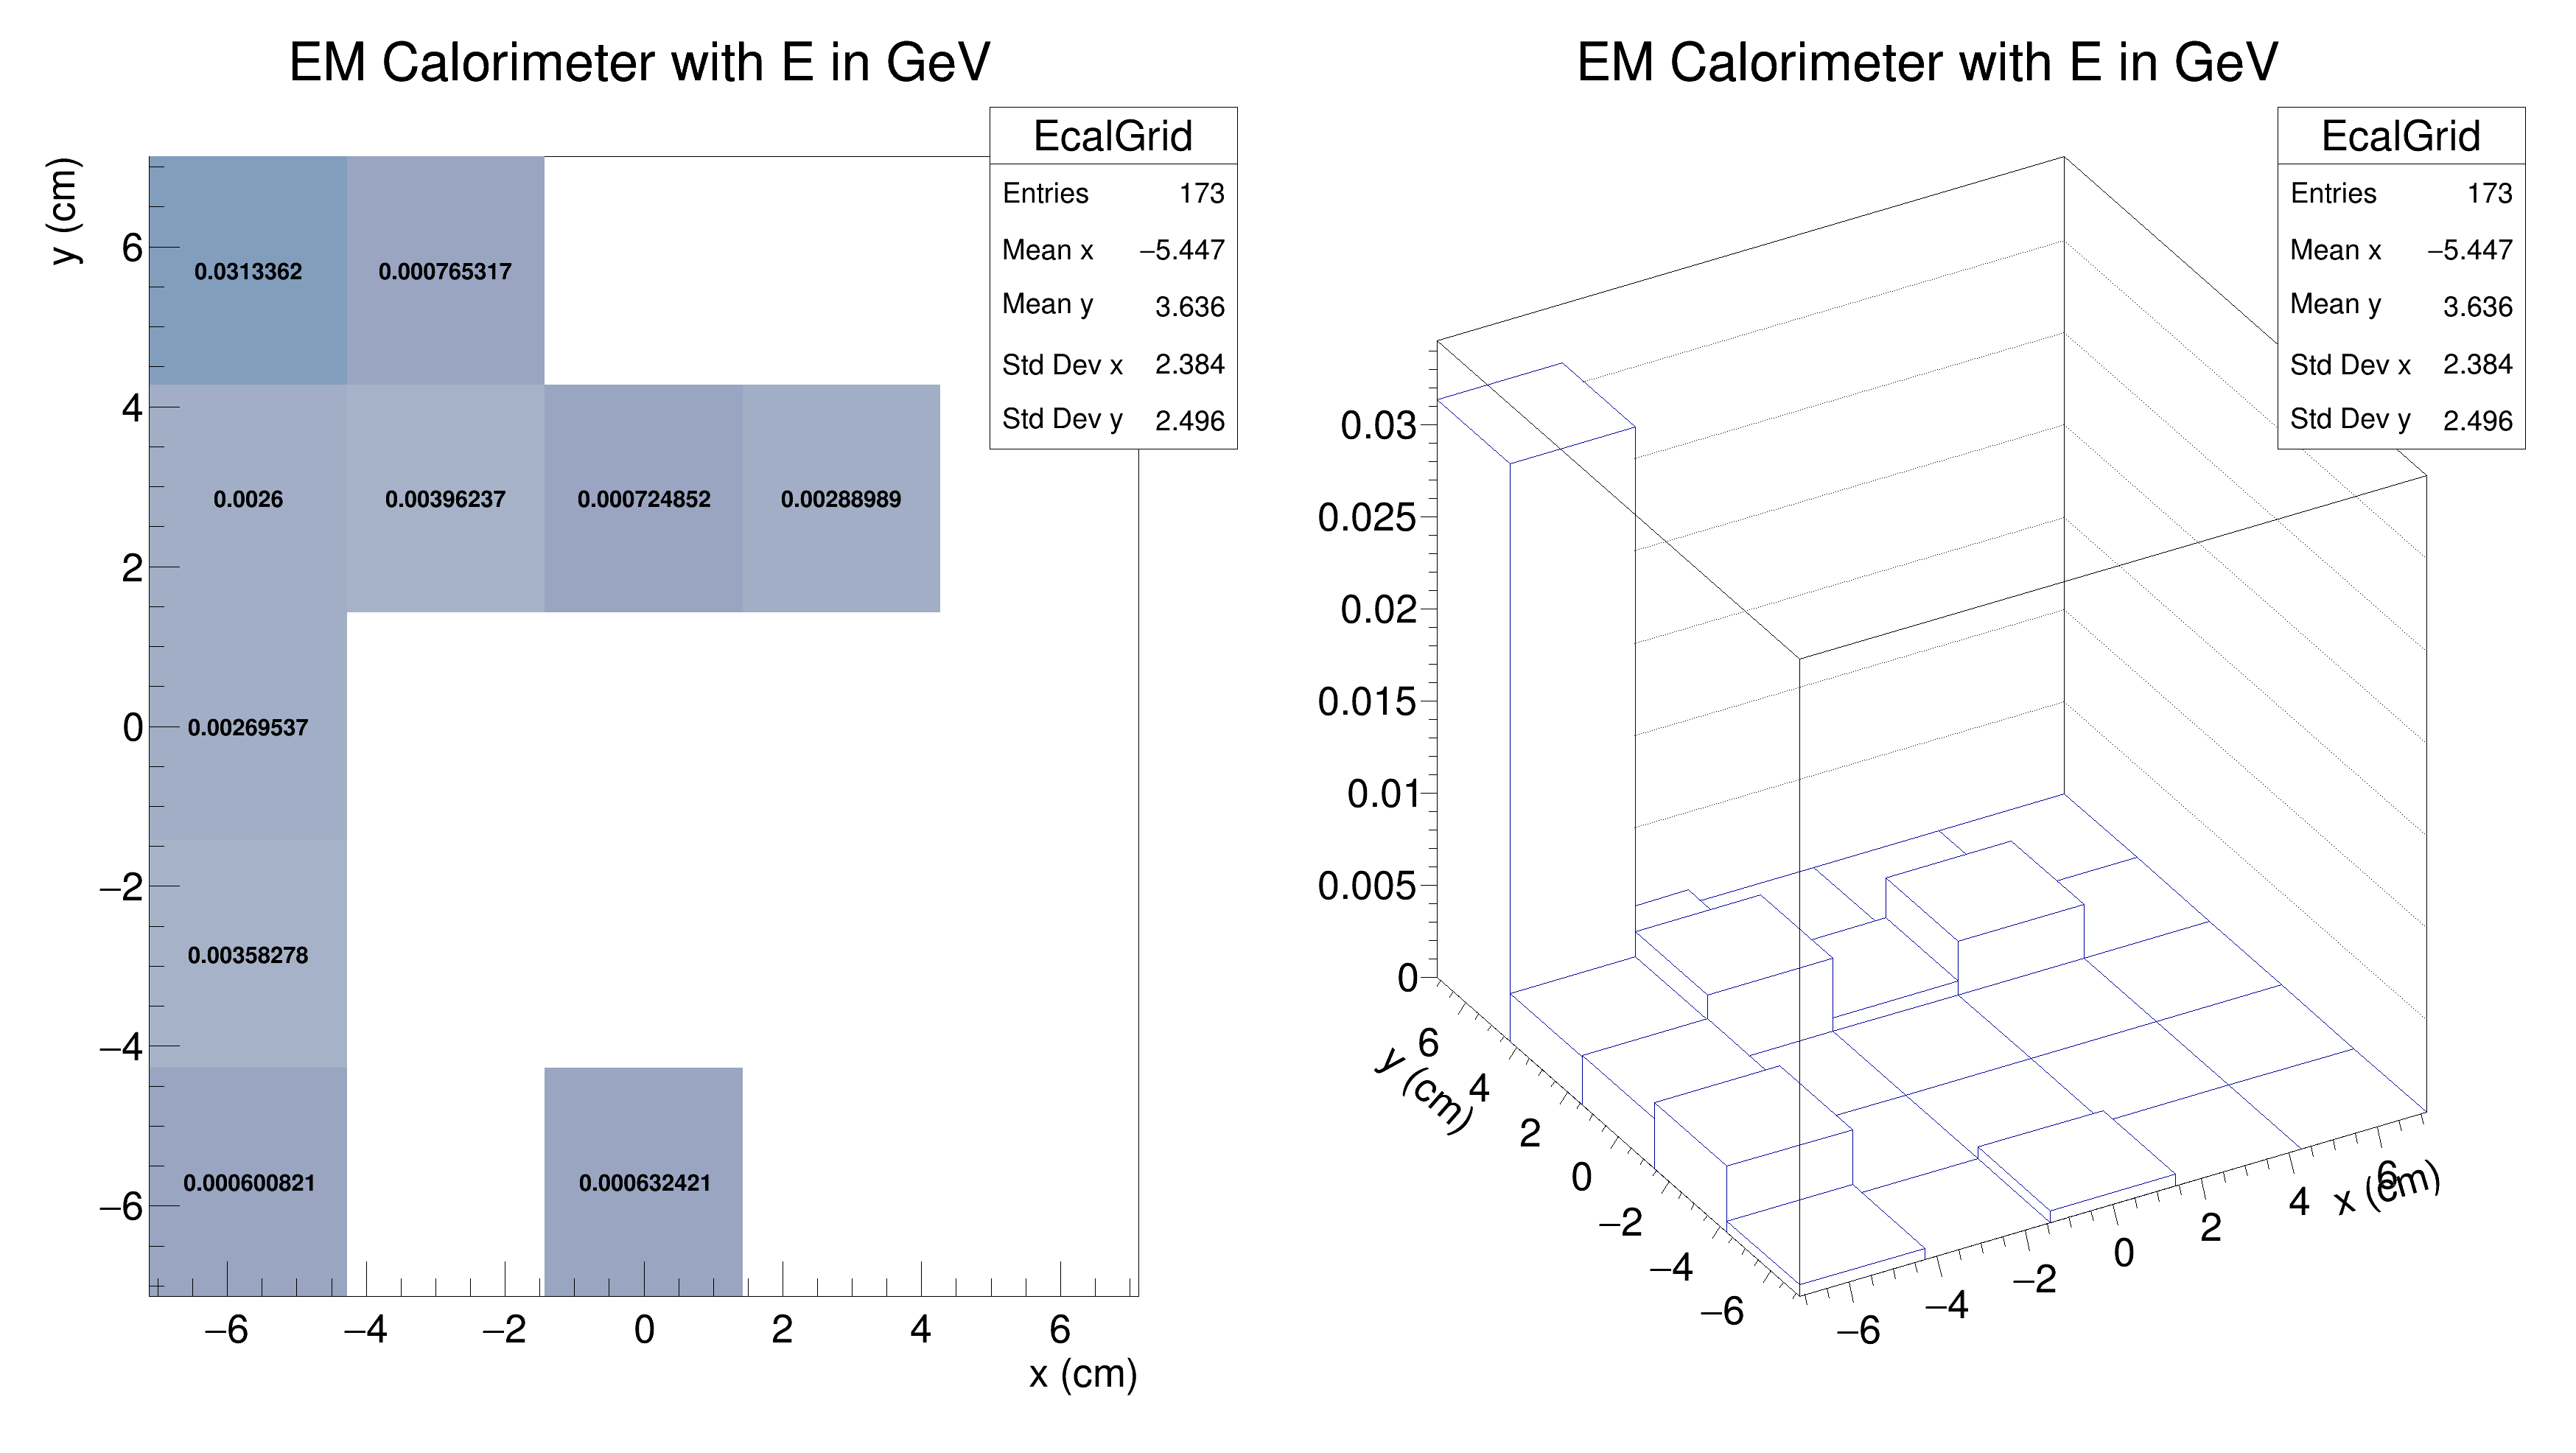 EM Calorimeter with E in GeV
EcalGrid
Entries 173
Mean x −5.447
Mean y 3.636
Std Dev x 2.384
Std Dev y 2.496
y (cm)
6
4
2
0
−2
−4
−6
0.0313362 0.000765317
0.0026 0.00396237 0.000724852 0.00288989
0.00269537
0.00358278
0.000600821 0.000632421
−6 −4 −2 0 2 4 6
x (cm)
EM Calorimeter with E in GeV
EcalGrid
Entries 173
Mean x −5.447
Mean y 3.636
Std Dev x 2.384
Std Dev y 2.496
0.03
0.025
0.02
0.015
0.01
0.005
0
y (cm)
6
4
2
0
−2
−4
−6
−6 −4 −2 0 2 4 6
x (cm)